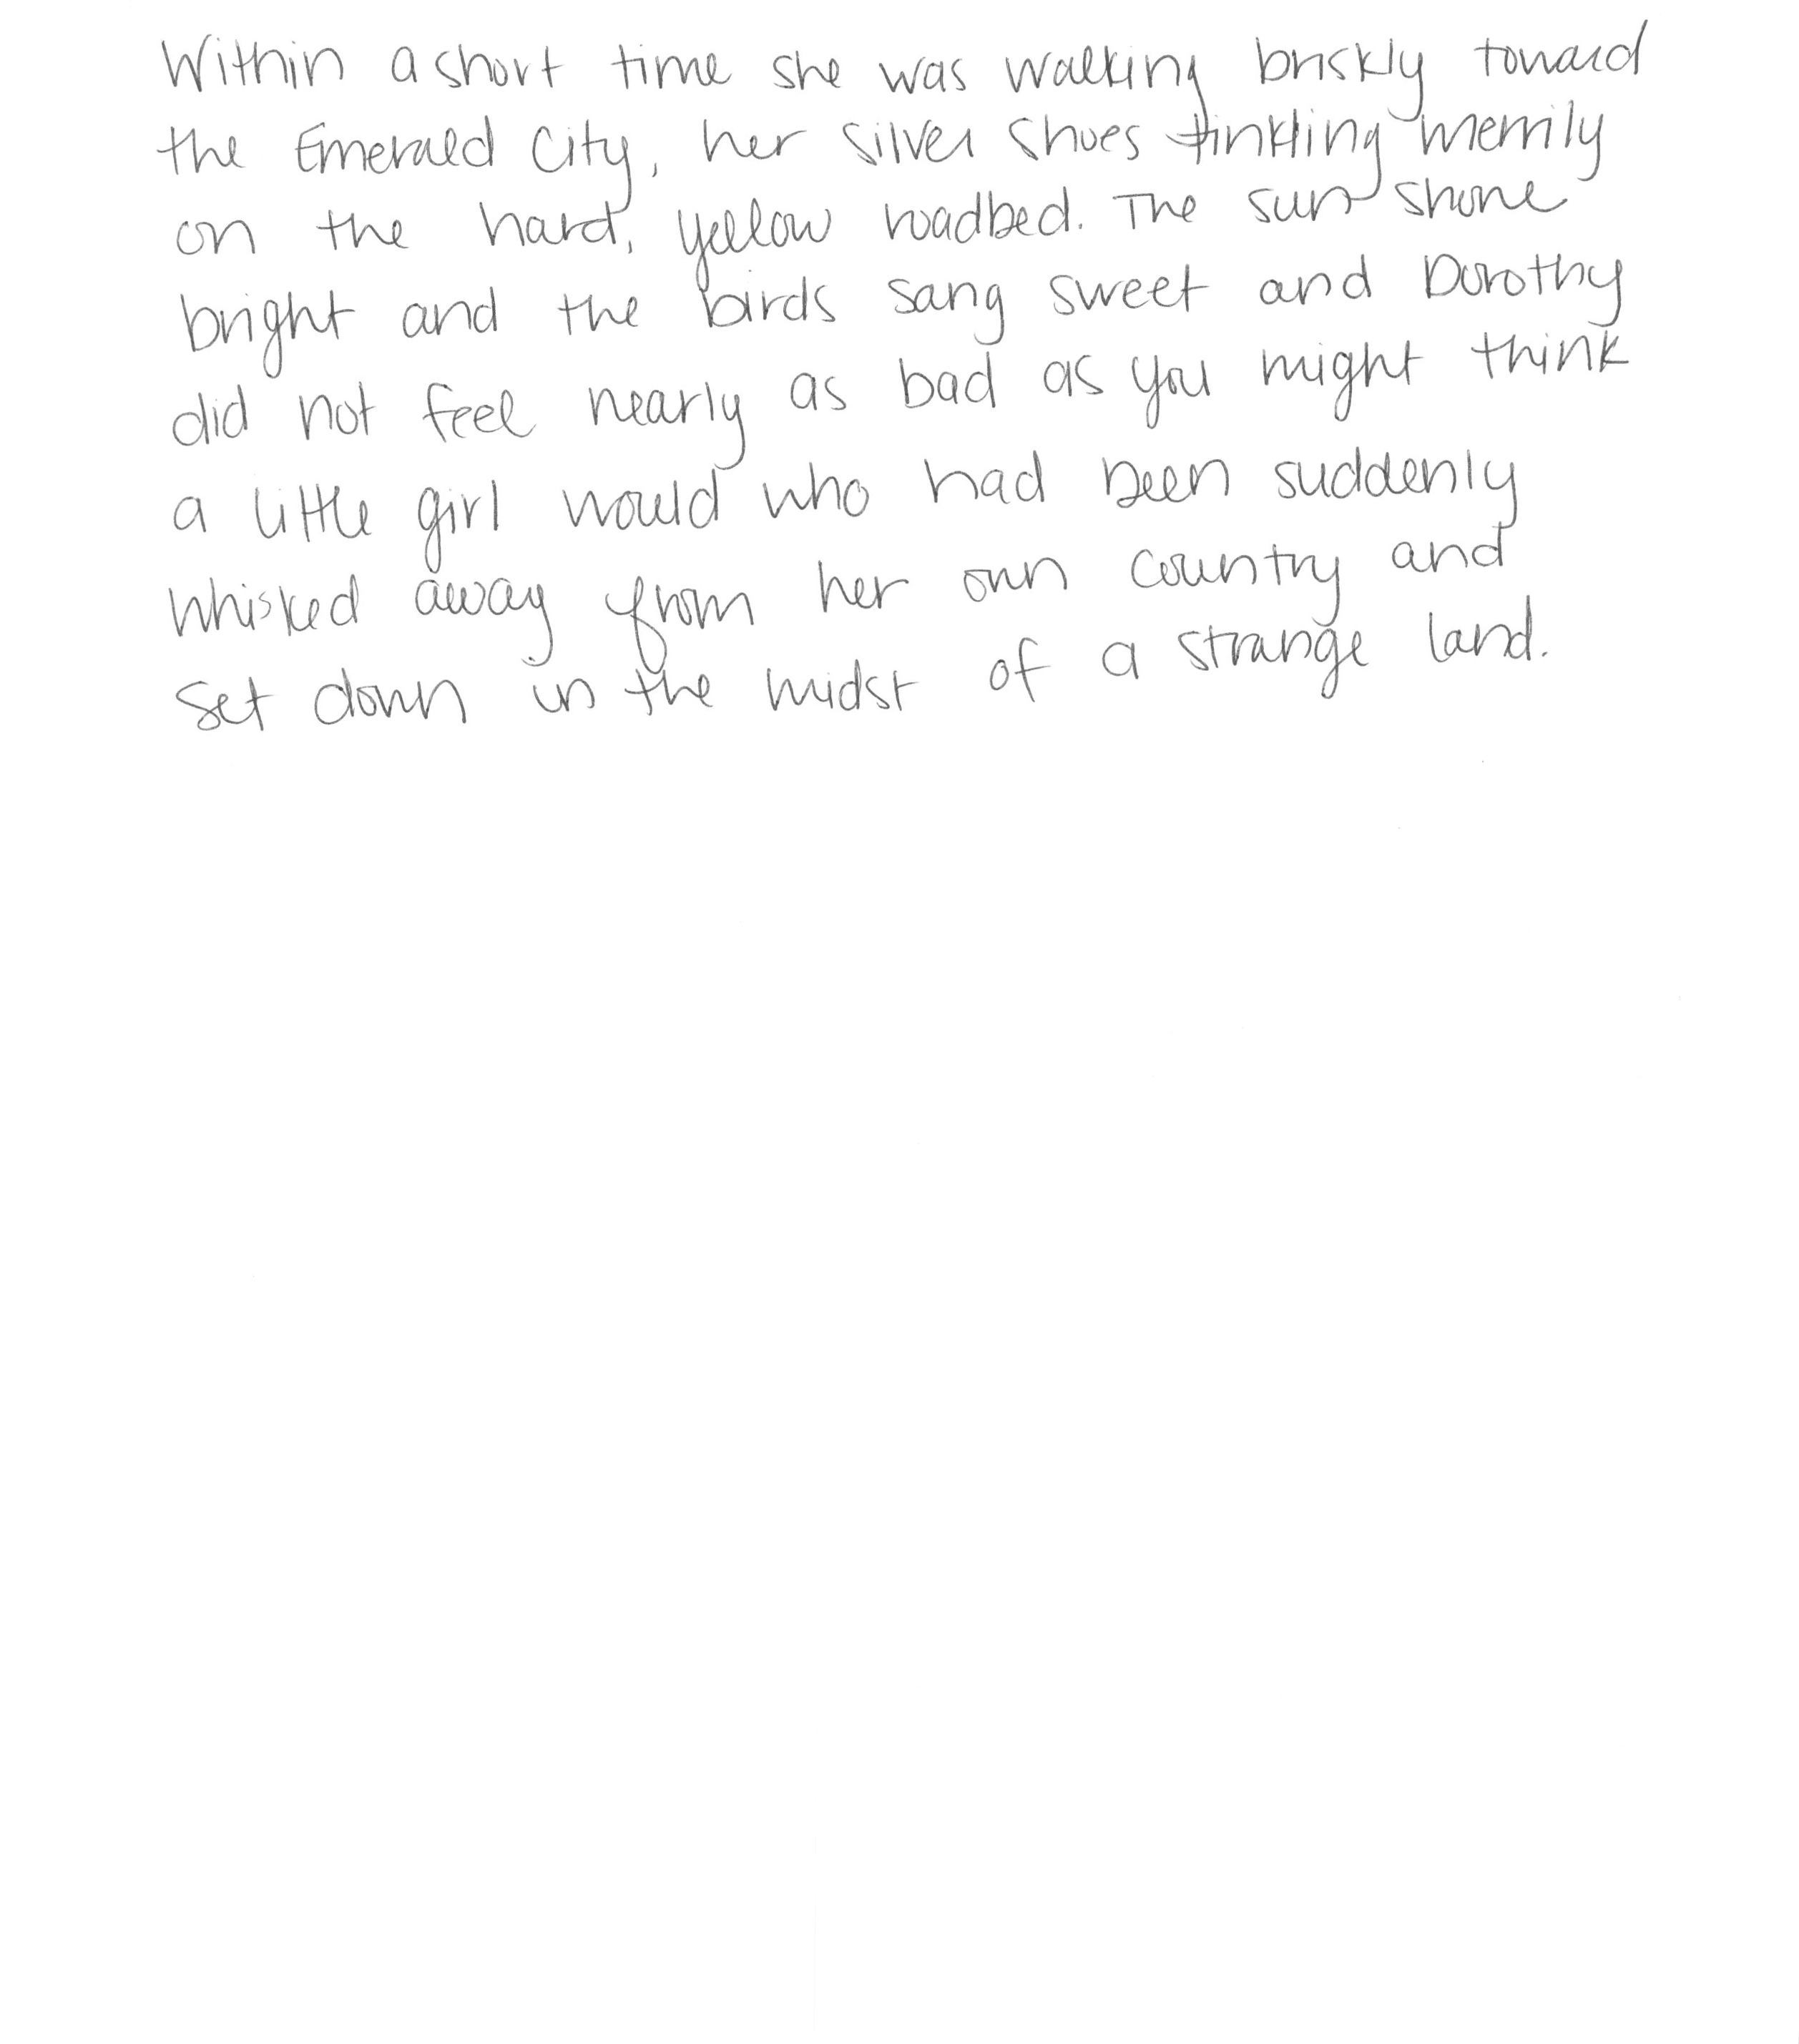 Within a short time she was walking briskly toward
the Emerald City, her silver shoes tinkling merrily
on the hard, yellow roadbed. The sun shone
bright and the birds sang sweet and Dorothy
did not feel nearly as bad as you might think
a little girl would who had been suddenly
whisked away from her own country and
set down in the midst of a strange land.